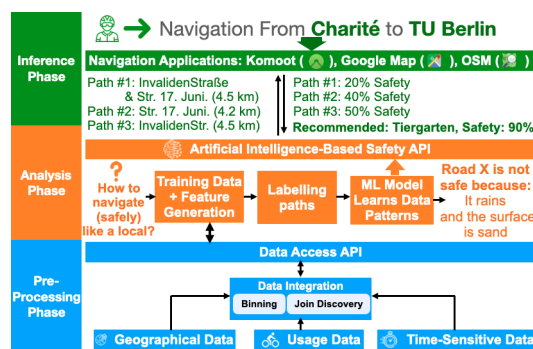 Navigation From Charité to TU Berlin
Inference
Phase
Navigation Applications: Komoot ( ), Google Map ( ), OSM ( )
Path #1: InvalidenStraße
& Str. 17. Juni. (4.5 km)
Path #2: Str. 17. Juni. (4.2 km)
Path #3: InvalidenStr. (4.5 km)
Path #1: 20% Safety
Path #2: 40% Safety
Path #3: 50% Safety
Recommended: Tiergarten, Safety: 90%
Analysis
Phase
Artificial Intelligence-Based Safety API
?
How to
navigate
(safely)
like a local?
Training Data
+ Feature
Generation
Labelling
paths
ML Model
Learns Data
Patterns
Road X is not
safe because:
It rains
and the surface
is sand
Pre-
Processing
Phase
Data Access API
Data Integration
Binning
Join Discovery
Geographical Data
Usage Data
Time-Sensitive Data